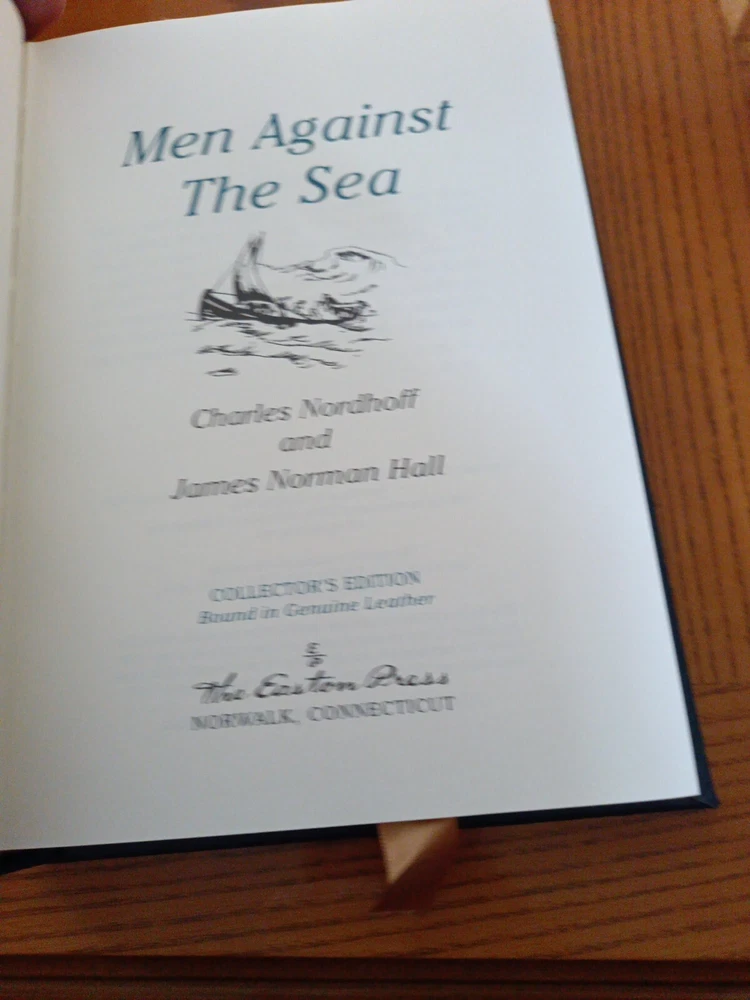 Men Against
The Sea
Charles Nordhoff
and
James Norman Hall
COLLECTOR'S EDITION
Bound in Genuine Leather
E
P
The Easton Press
NORWALK, CONNECTICUT